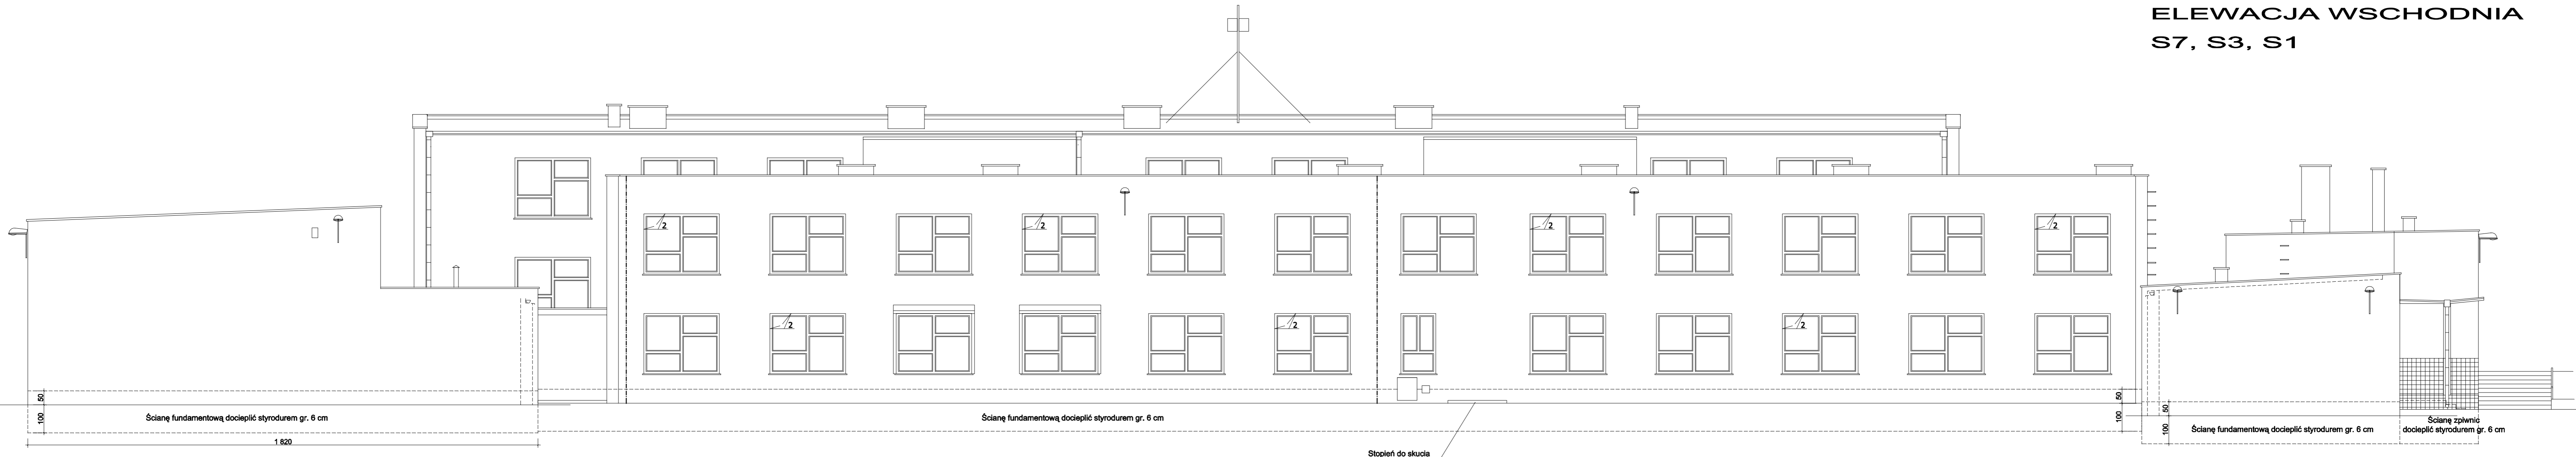 ELEWACJA WSCHODNIA
S7, S3, S1
2
2
2
2
2
2
2
50
100
Ścianę fundamentową docieplić styrodurem gr. 6 cm
1 820
Ścianę fundamentową docieplić styrodurem gr. 6 cm
Stopień do skucia
50
100
50
100
Ścianę fundamentową docieplić styrodurem gr. 6 cm
Ścianę zpiwnic
docieplić styrodurem gr. 6 cm